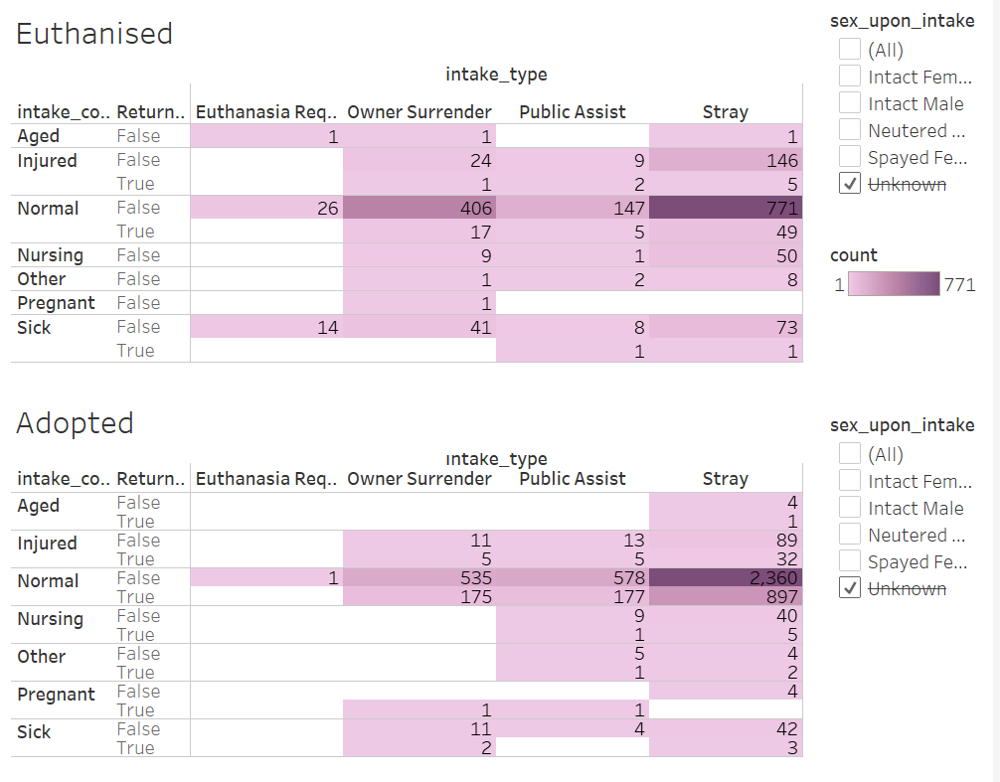 Euthanised
intake_type
intake_co.. Return.. Euthanasia Req.. Owner Surrender Public Assist Stray
Aged False 1 1 1
Injured False 24 9 146
True 1 2 5
Normal False 26 406 147 771
True 17 5 49
Nursing False 9 1 50
Other False 1 2 8
Pregnant False 1
Sick False 14 41 8 73
True 1 1
sex_upon_intake
(All)
Intact Fem...
Intact Male
Neutered ...
Spayed Fe...
Unknown
count
1 771
Adopted
intake_type
intake_co.. Return.. Euthanasia Req.. Owner Surrender Public Assist Stray
Aged False 4
True 1
Injured False 11 13 89
True 5 5 32
Normal False 1 535 578 2,360
True 175 177 897
Nursing False 9 40
True 1 5
Other False 5 4
True 1 2
Pregnant False 4
True 1 1
Sick False 11 4 42
True 2 3
sex_upon_intake
(All)
Intact Fem...
Intact Male
Neutered ...
Spayed Fe...
Unknown